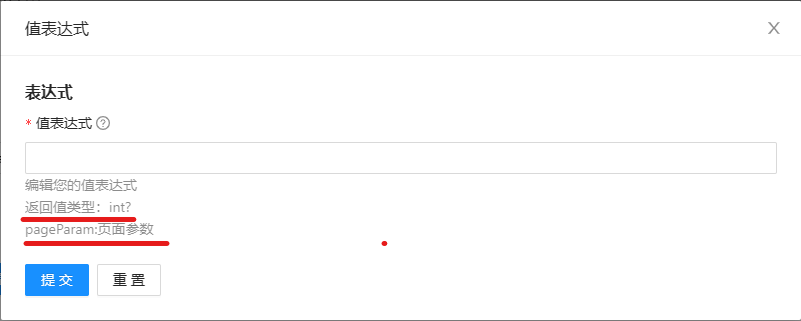 值表达式
表达式
* 值表达式
编辑您的值表达式
返回值类型：int?
pageParam:页面参数
提交 重置